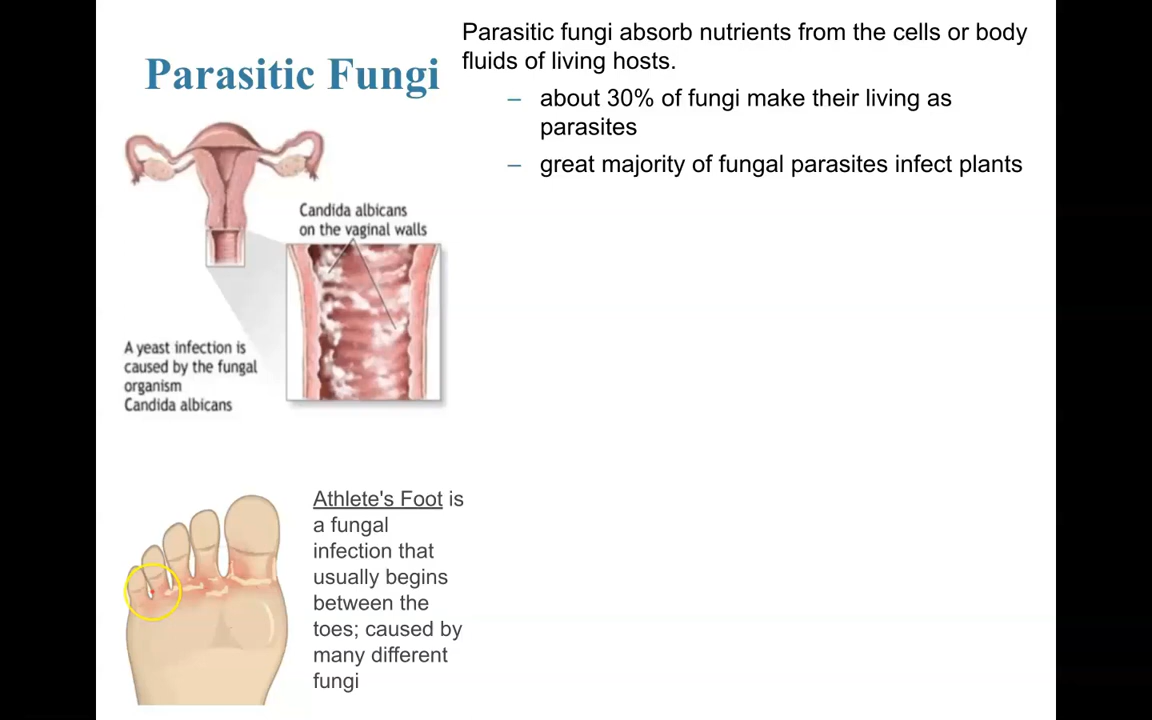 Parasitic Fungi
Parasitic fungi absorb nutrients from the cells or body
fluids of living hosts.
– about 30% of fungi make their living as
parasites
– great majority of fungal parasites infect plants
Candida albicans
on the vaginal walls
A yeast infection is
caused by the fungal
organism
Candida albicans
Athlete's Foot is
a fungal
infection that
usually begins
between the
toes; caused by
many different
fungi